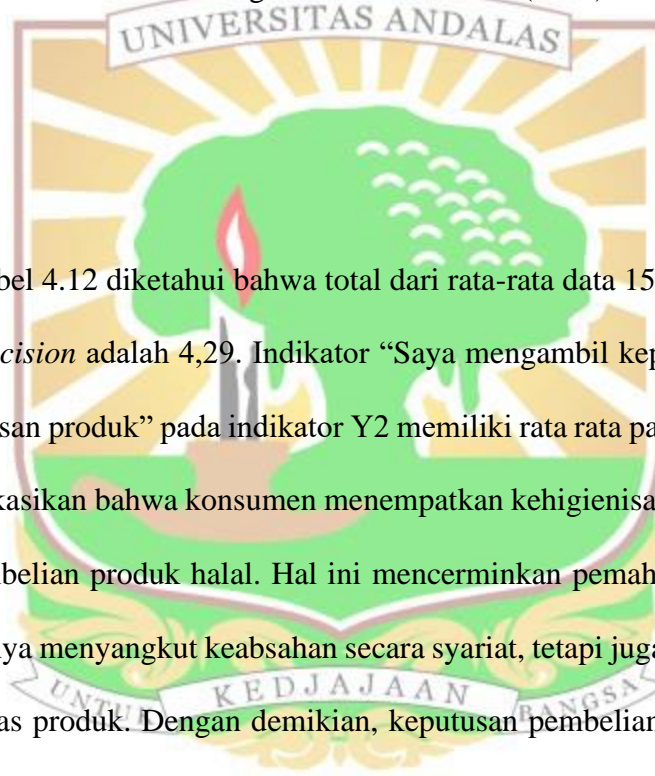 UNIVERSITAS ANDALAS
bel 4.12 diketahui bahwa total dari rata-rata data 15
cision adalah 4,29. Indikator “Saya mengambil kep
san produk” pada indikator Y2 memiliki rata rata pa
kasikan bahwa konsumen menempatkan kehigienisa
belian produk halal. Hal ini mencerminkan pemah
ya menyangkut keabsahan secara syariat, tetapi juga
as produk. Dengan demikian, keputusan pembelian
UNTUK KEDJAJAAN BANGSA